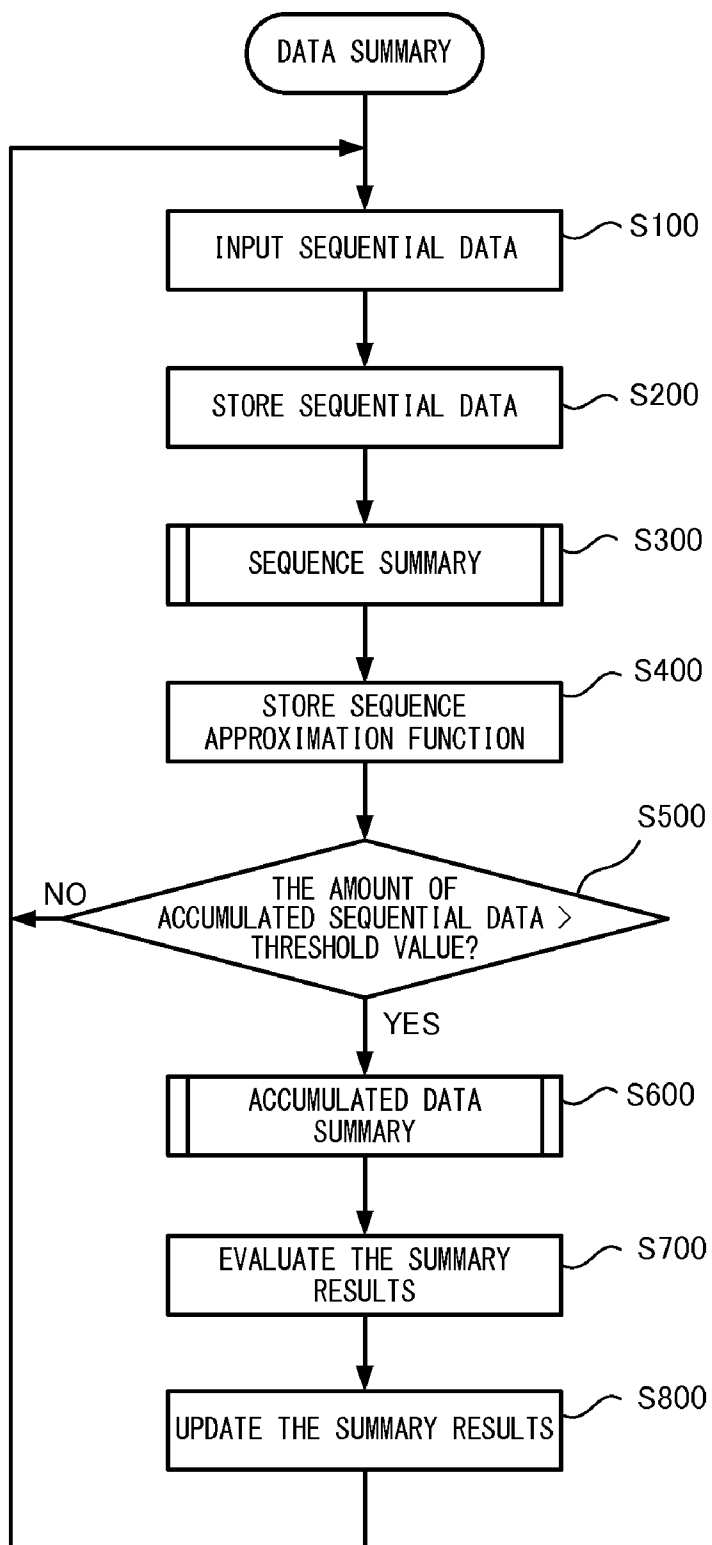 DATA SUMMARY
INPUT SEQUENTIAL DATA
S100
STORE SEQUENTIAL DATA
S200
SEQUENCE SUMMARY
S300
STORE SEQUENCE
APPROXIMATION FUNCTION
S400
THE AMOUNT OF
ACCUMULATED SEQUENTIAL DATA >
THRESHOLD VALUE?
S500
NO
YES
ACCUMULATED DATA
SUMMARY
S600
EVALUATE THE SUMMARY
RESULTS
S700
UPDATE THE SUMMARY RESULTS
S800